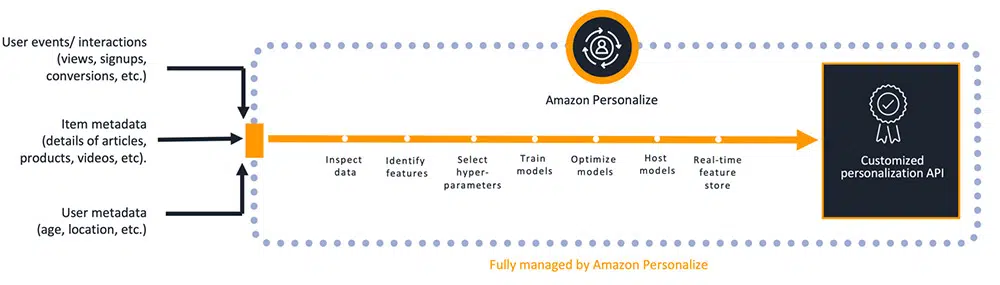 User events/ interactions
(views, signups,
conversions, etc.)
Item metadata
(details of articles,
products, videos, etc).
User metadata
(age, location, etc.)
Amazon Personalize
Inspect
data
Identify
features
Select
hyper-
parameters
Train
models
Optimize
models
Host
models
Real-time
feature
store
Customized
personalization API
Fully managed by Amazon Personalize